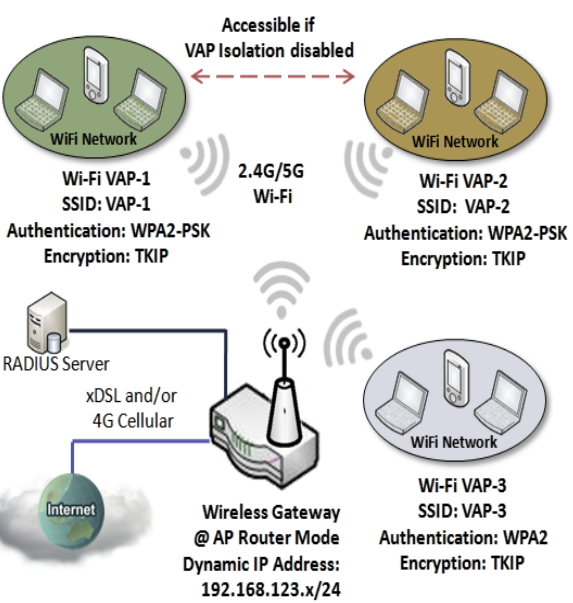 Accessible if
VAP Isolation disabled
WiFi Network
Wi-Fi VAP-1
SSID: VAP-1
Authentication: WPA2-PSK
Encryption: TKIP
2.4G/5G
Wi-Fi
WiFi Network
Wi-Fi VAP-2
SSID: VAP-2
Authentication: WPA2-PSK
Encryption: TKIP
RADIUS Server
xDSL and/or
4G Cellular
Internet
Wireless Gateway
@ AP Router Mode
Dynamic IP Address:
192.168.123.x/24
WiFi Network
Wi-Fi VAP-3
SSID: VAP-3
Authentication: WPA2
Encryption: TKIP